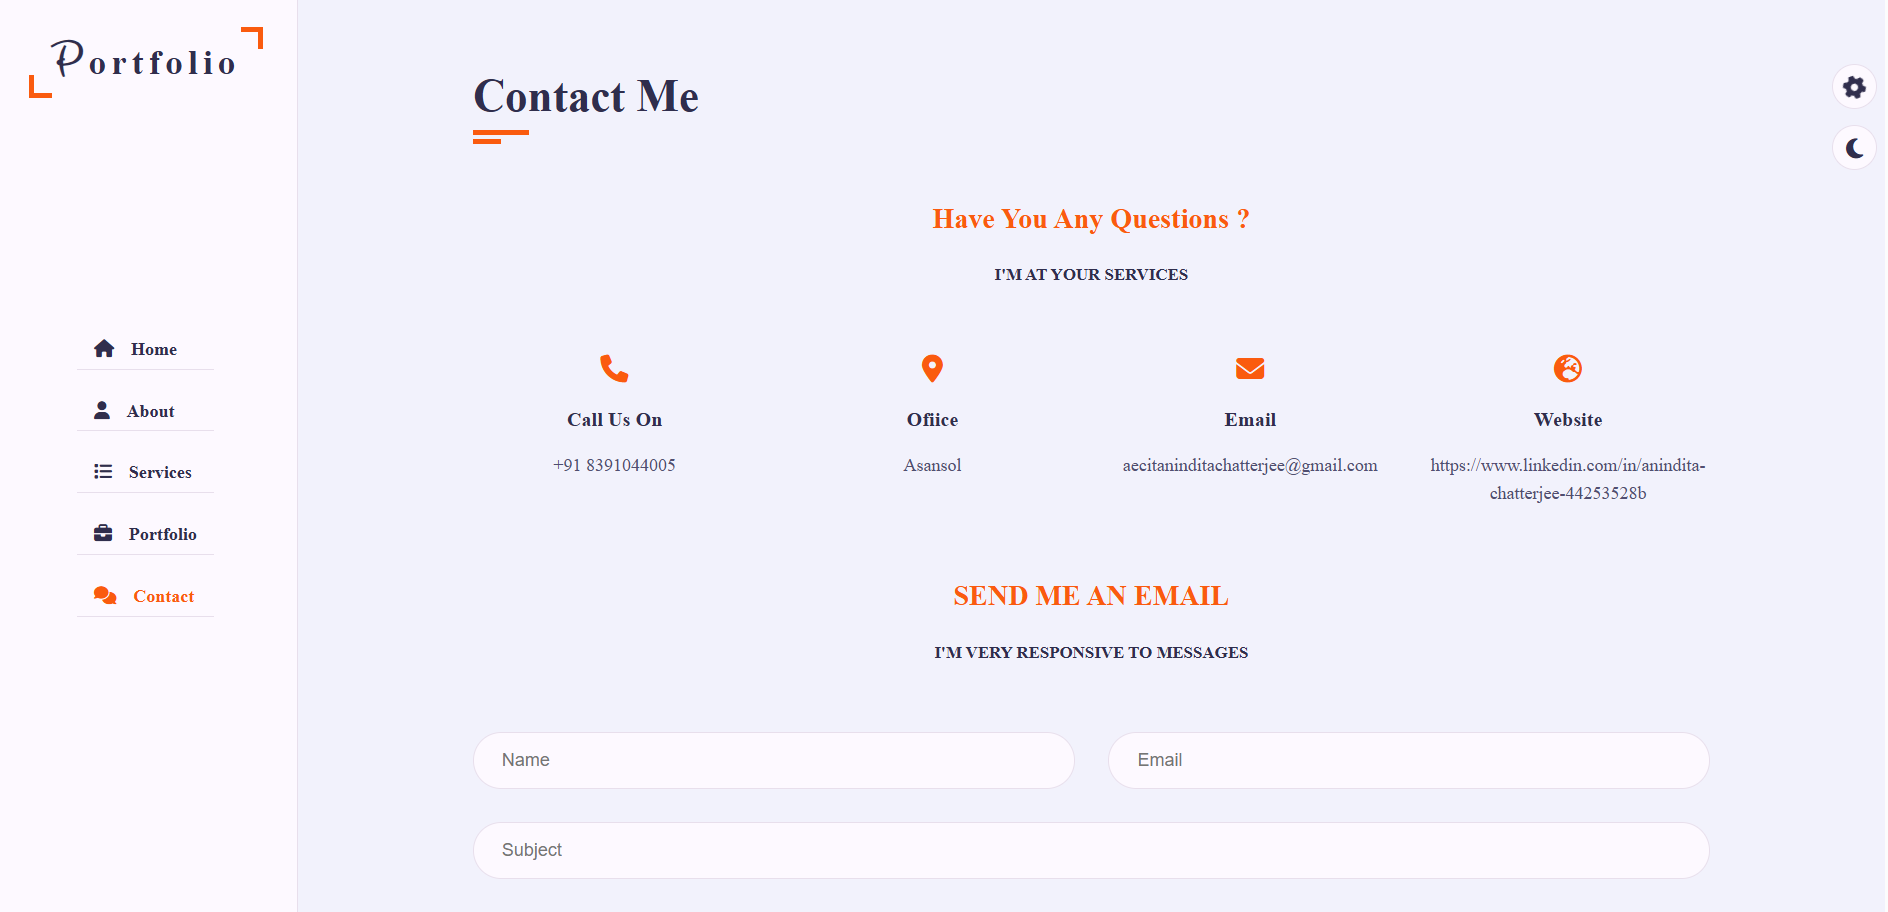 Portfolio
Home
About
Services
Portfolio
Contact
Contact Me
Have You Any Questions ?
I'M AT YOUR SERVICES
Call Us On
+91 8391044005
Ofiice
Asansol
Email
aecitaninditachatterjee@gmail.com
Website
https://www.linkedin.com/in/anindita-
chatterjee-44253528b
SEND ME AN EMAIL
I'M VERY RESPONSIVE TO MESSAGES
Name
Email
Subject